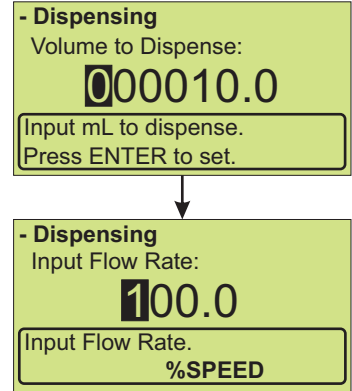 - Dispensing
Volume to Dispense:
000010.0
Input mL to dispense.
Press ENTER to set.
- Dispensing
Input Flow Rate:
100.0
Input Flow Rate.
%SPEED